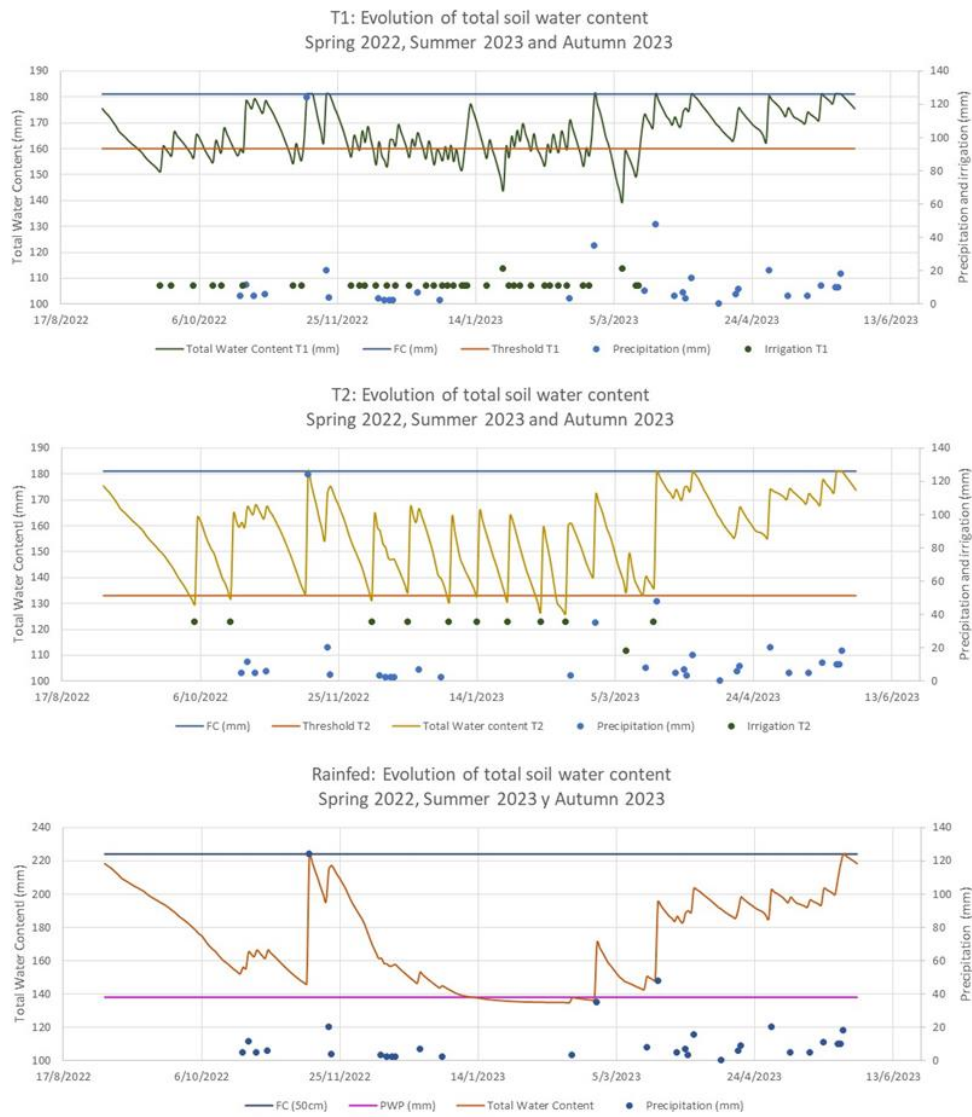 T1: Evolution of total soil water content
Spring 2022, Summer 2023 and Autumn 2023
Total Water Content (mm)
190
180
170
160
150
140
130
120
110
100
140
120
100
80
60
40
20
0
Precipitation and irrigation (mm)
17/8/2022 6/10/2022 25/11/2022 14/1/2023 5/3/2023 24/4/2023 13/6/2023
Total Water Content T1 (mm) FC (mm) Threshold T1 Precipitation (mm) Irrigation T1
T2: Evolution of total soil water content
Spring 2022, Summer 2023 and Autumn 2023
Total Water Contentl (mm)
190
180
170
160
150
140
130
120
110
100
140
120
100
80
60
40
20
0
Precipitation and irrigation (mm)
17/8/2022 6/10/2022 25/11/2022 14/1/2023 5/3/2023 24/4/2023 13/6/2023
FC (mm) Threshold T2 Total Water content T2 Precipitation (mm) Irrigation T2
Rainfed: Evolution of total soil water content
Spring 2022, Summer 2023 y Autumn 2023
Total Water Contentl (mm)
240
220
200
180
160
140
120
100
140
120
100
80
60
40
20
0
Precipitation (mm)
17/8/2022 6/10/2022 25/11/2022 14/1/2023 5/3/2023 24/4/2023 13/6/2023
FC (50cm) PWP (mm) Total Water Content Precipitation (mm)